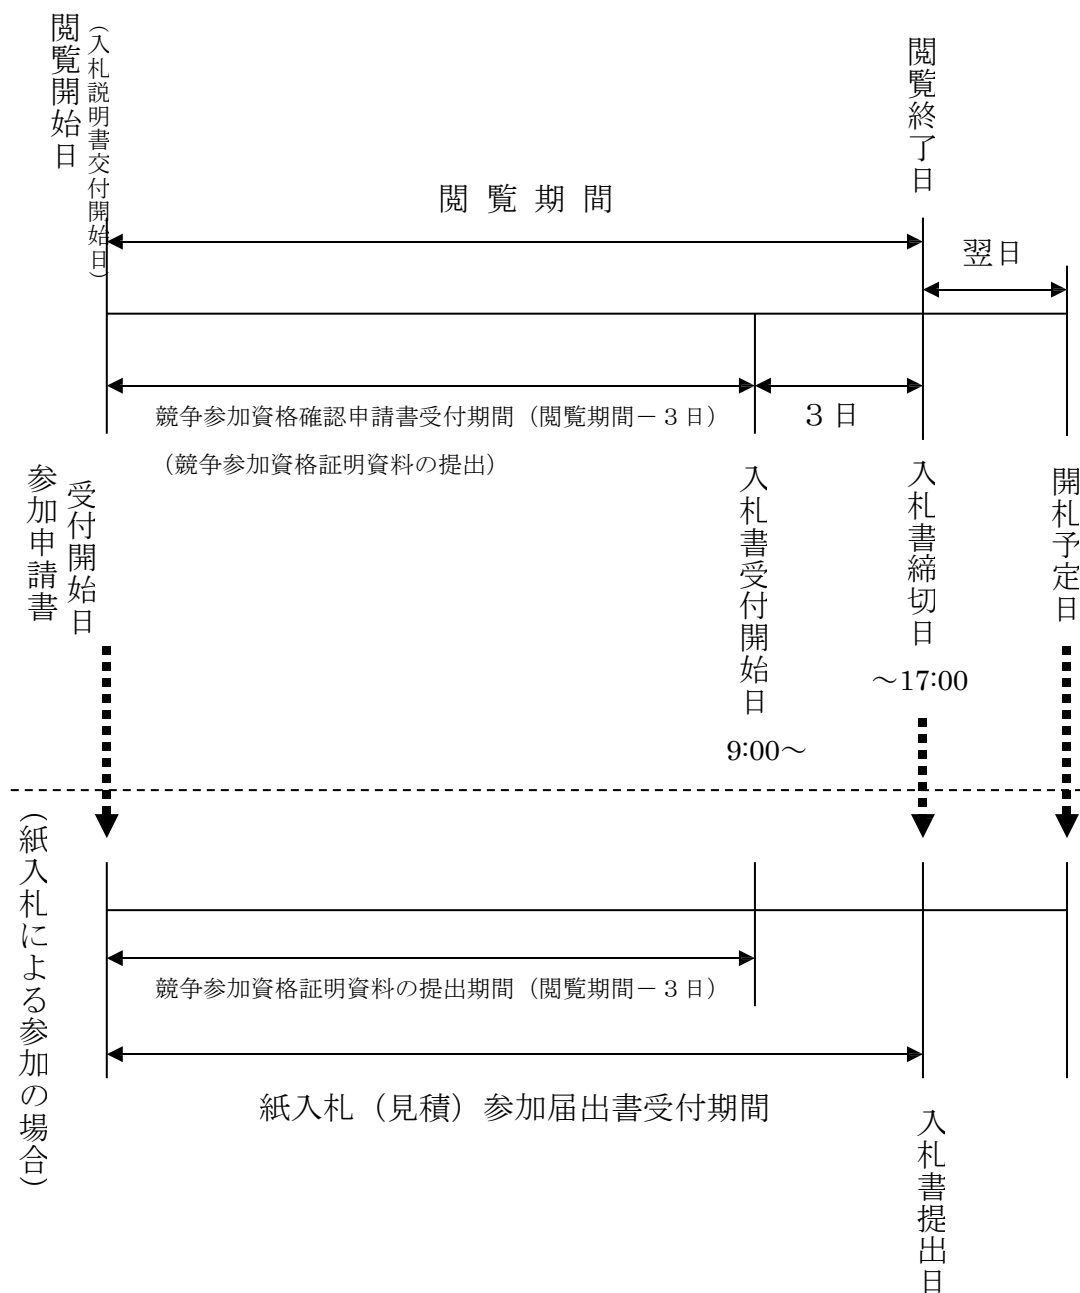 閲覧開始日
(入札説明書交付開始日)
閲覧終了日
閲 覧 期 間
翌日
競争参加資格確認申請書受付期間（閲覧期間－３日）
３日
（競争参加資格証明資料の提出）
参加申請書
受付開始日
入札書受付開始日
9:00～
入札書締切日
～17:00
開札予定日
(紙入札による参加の場合)
競争参加資格証明資料の提出期間（閲覧期間－３日）
紙入札（見積）参加届出書受付期間
入札書提出日